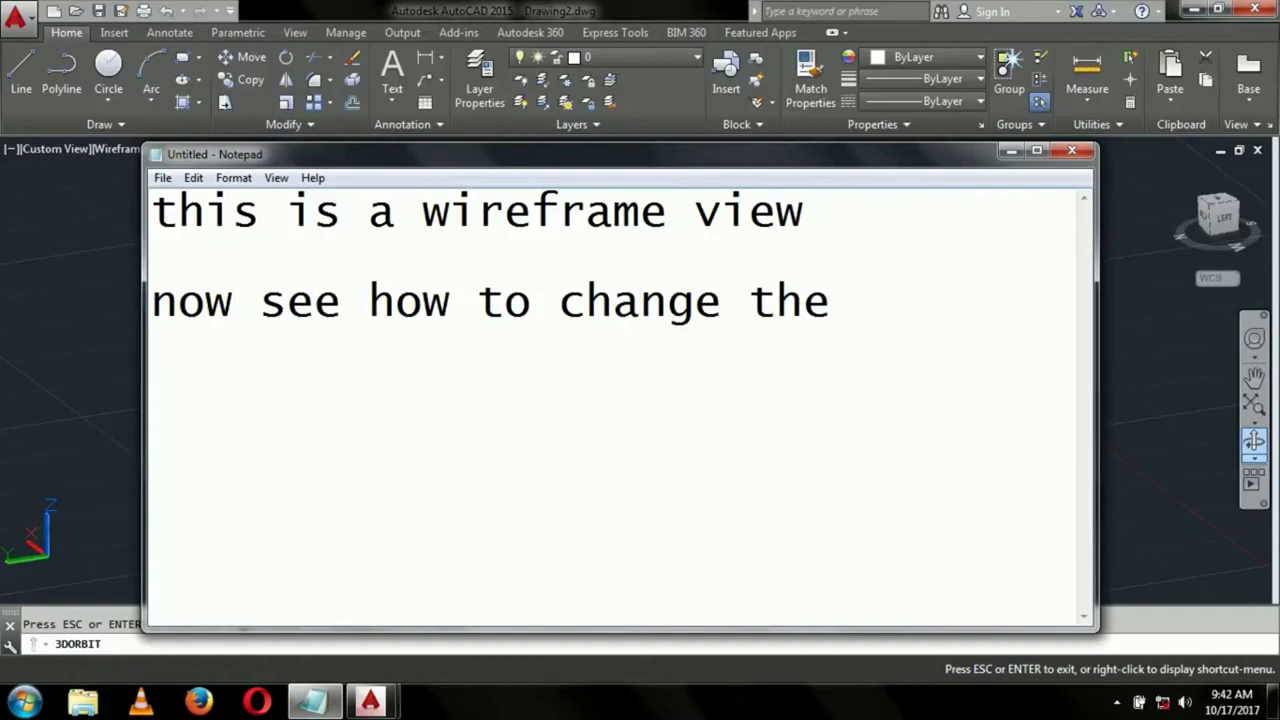 Autodesk AutoCAD 2015 Drawing2.dwg
Type a keyword or phrase
Sign In
Home Insert Annotate Parametric View Manage Output Add-ins Autodesk 360 Express Tools BIM 360 Featured Apps
Line Polyline Circle Arc
Move
Copy
Text
Layer Properties
0
Insert
Match Properties
ByLayer
ByLayer
ByLayer
Group
Measure
Paste
Base
Draw Modify Annotation Layers Block Properties Groups Utilities Clipboard View
[−][Custom View][Wirefram
Untitled - Notepad
File Edit Format View Help
this is a wireframe view
now see how to change the
LEFT
WCS
Z
X
Y
Press ESC or ENTER
3DORBIT
Press ESC or ENTER to exit, or right-click to display shortcut-menu.
9:42 AM
10/17/2017